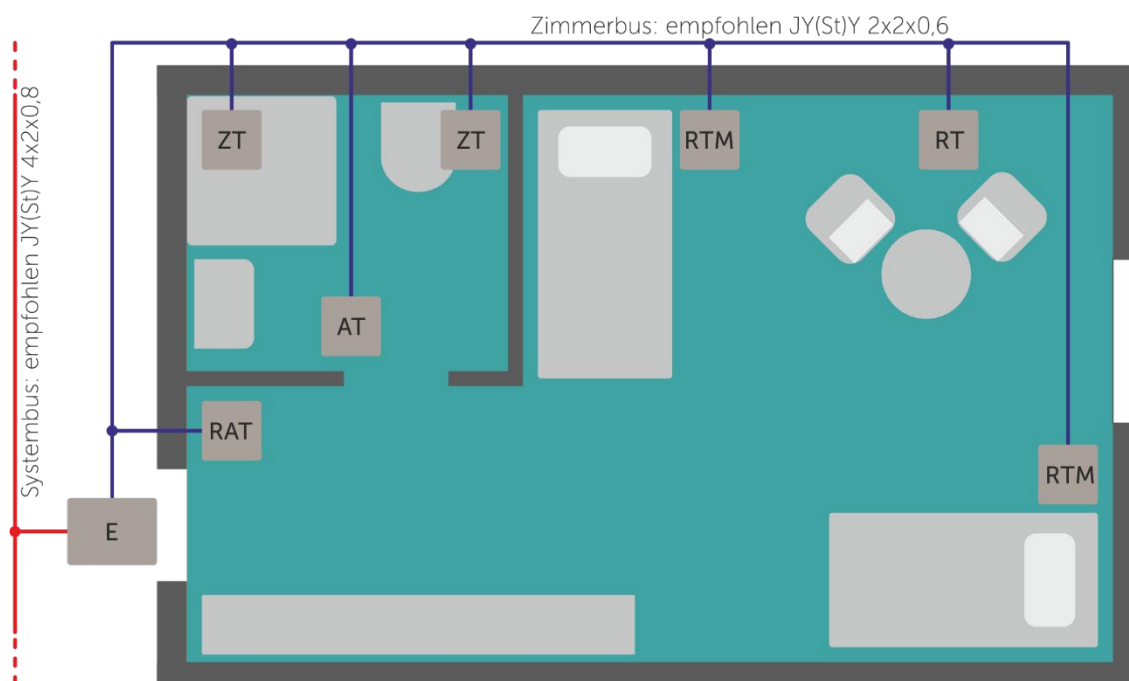 Zimmerbus: empfohlen JY(St)Y 2x2x0,6
Systembus: empfohlen JY(St)Y 4x2x0,8
ZT
ZT
RTM
RT
AT
RAT
RTM
E